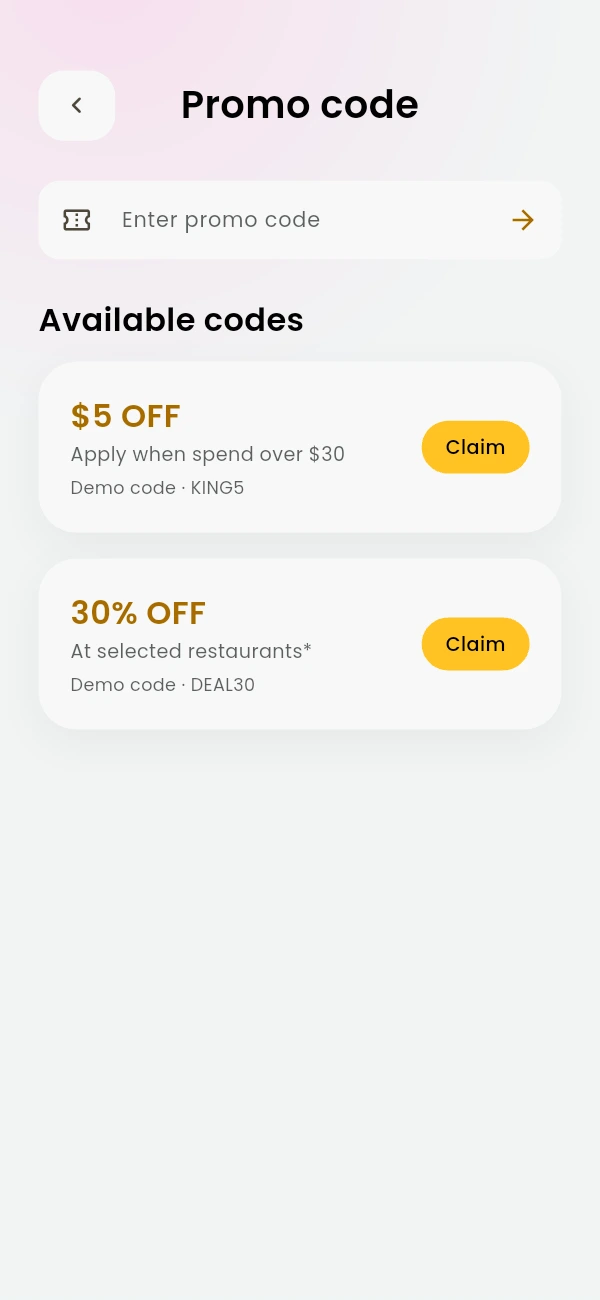 Promo code
Enter promo code
Available codes
$5 OFF
Apply when spend over $30
Demo code · KING5
Claim
30% OFF
At selected restaurants*
Demo code · DEAL30
Claim